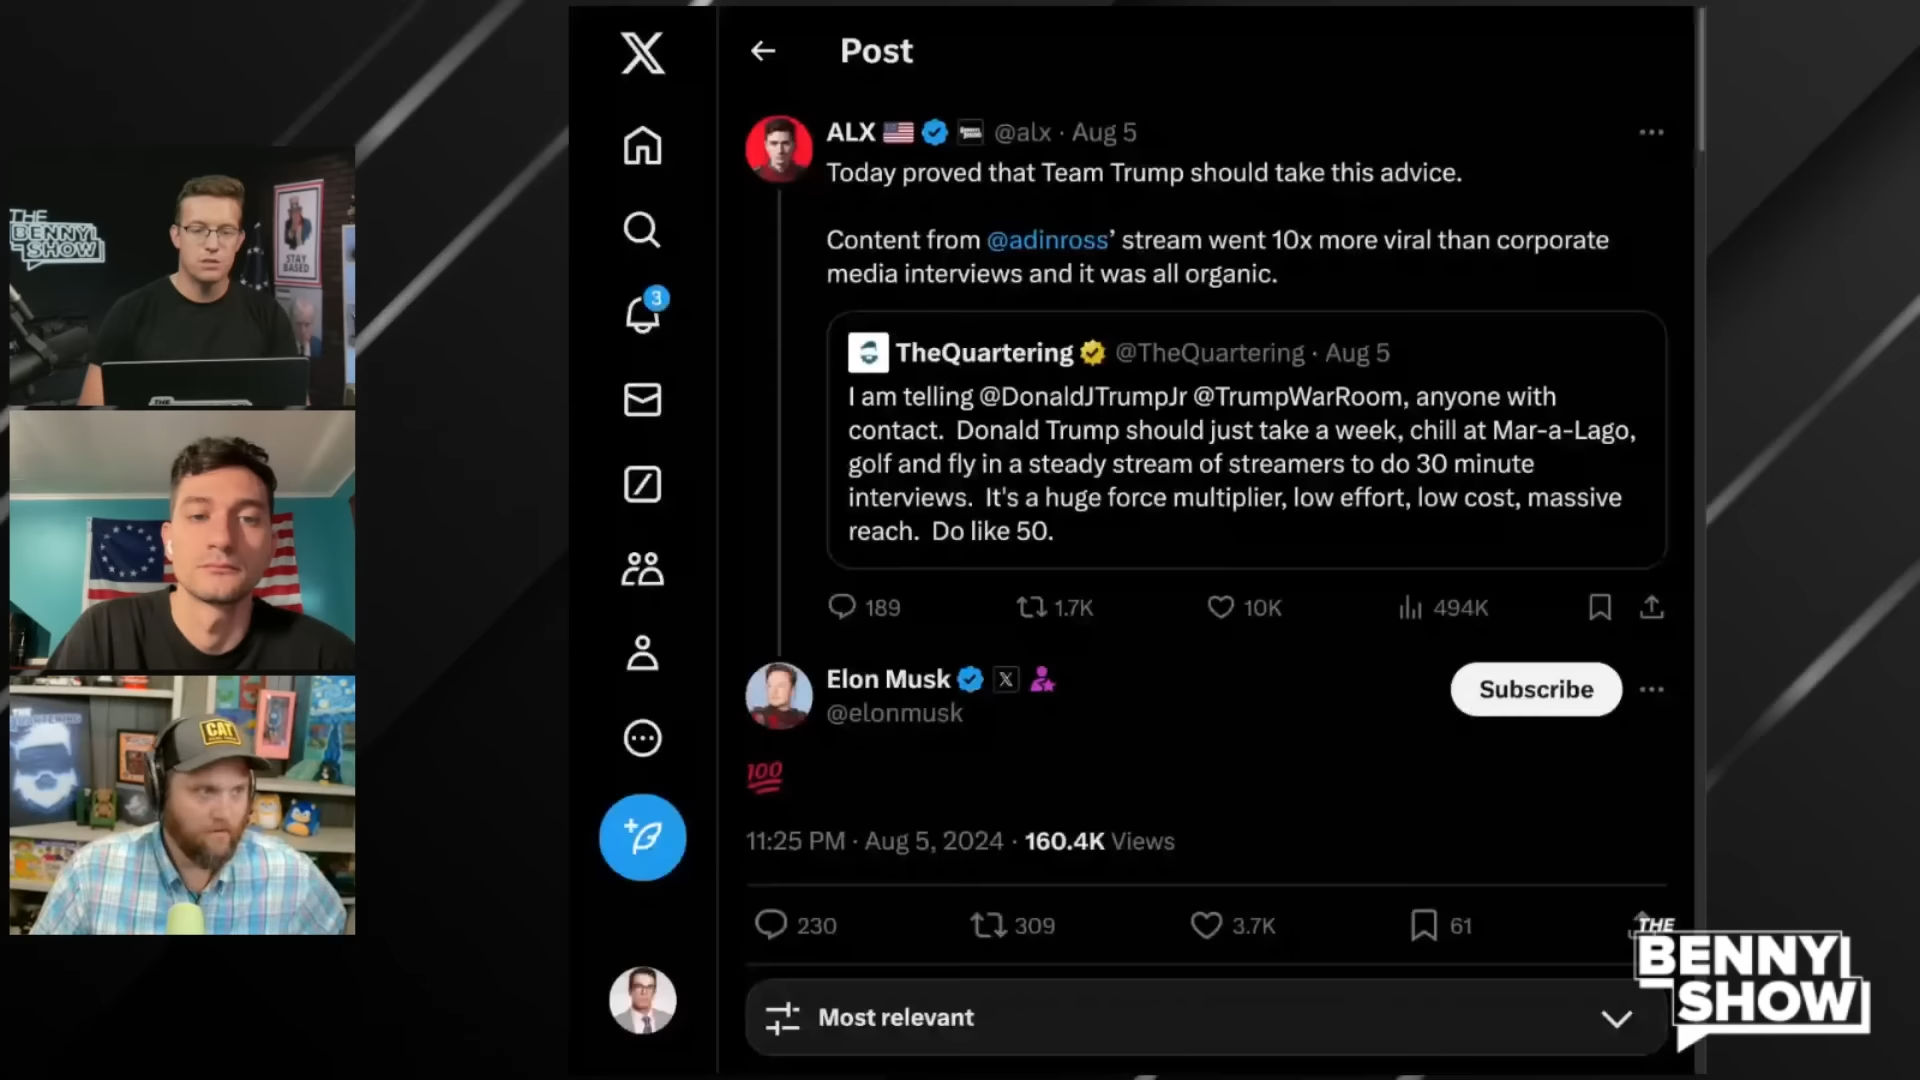 Post
ALX @alx · Aug 5
Today proved that Team Trump should take this advice.
Content from @adinross’ stream went 10x more viral than corporate
media interviews and it was all organic.
TheQuartering @TheQuartering · Aug 5
I am telling @DonaldJTrumpJr @TrumpWarRoom, anyone with
contact.  Donald Trump should just take a week, chill at Mar-a-Lago,
golf and fly in a steady stream of streamers to do 30 minute
interviews.  It's a huge force multiplier, low effort, low cost, massive
reach.  Do like 50.
189 1.7K 10K 494K
Elon Musk
@elonmusk
Subscribe
💯
11:25 PM · Aug 5, 2024 · 160.4K Views
230 309 3.7K 61
Most relevant
3
THE
BENNY
SHOW
STAY
BASED
THE
CAT
THE
BENNY
SHOW